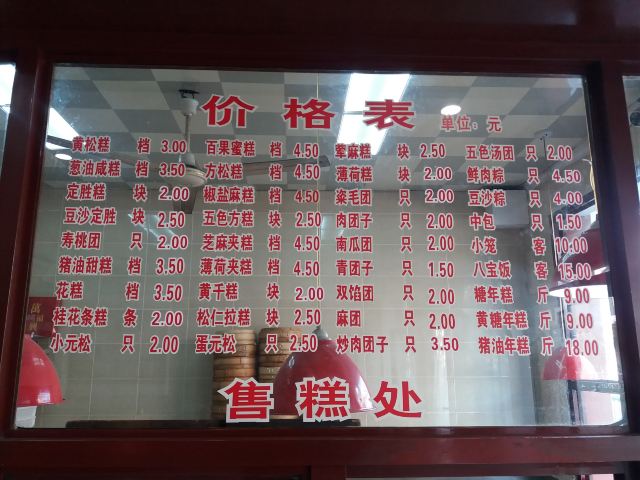 价格表
单位：元
黄松糕 档 3.00 百果蜜糕 档 4.50 荤麻糕 块 2.50 五色汤团 只 2.00
葱油咸糕 档 3.50 方松糕 档 4.50 薄荷糕 块 2.50 鲜肉粽 只 4.50
定胜糕 块 2.00 椒盐麻糕 档 4.50 粢毛团 只 2.00 豆沙粽 只 4.00
豆沙定胜 块 2.50 五色方糕 块 2.50 肉团子 只 2.00 中包 只 1.50
寿桃团 只 2.00 芝麻夹糕 档 4.50 南瓜团 只 2.00 小笼 客 10.00
猪油甜糕 档 3.50 薄荷夹糕 档 4.50 青团子 只 1.50 八宝饭 客 15.00
花糕 档 3.50 黄千糕 块 2.00 双馅团 只 2.00 糖年糕 斤 9.00
桂花条糕 条 2.00 松仁拉糕 块 2.50 麻团 只 2.00 黄糖年糕 斤 9.00
小元松 只 2.00 蛋元松 只 2.50 炒肉团子 只 3.50 猪油年糕 斤 18.00
售糕处